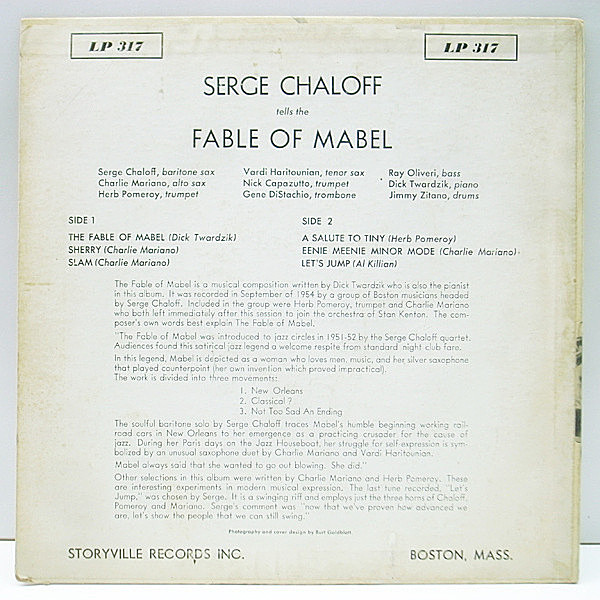 LP 317 LP 317
SERGE CHALOFF
tells the
FABLE OF MABEL
Serge Chaloff, baritone sax
Charlie Mariano, alto sax
Herb Pomeroy, trumpet
Vardi Haritounian, tenor sax
Nick Capazutto, trumpet
Gene DiStachio, trombone
Ray Oliveri, bass
Dick Twardzik, piano
Jimmy Zitano, drums
SIDE 1
THE FABLE OF MABEL (Dick Twardzik)
SHERRY (Charlie Mariano)
SLAM (Charlie Mariano)
SIDE 2
A SALUTE TO TINY (Herb Pomeroy)
EENIE MEENIE MINOR MODE (Charlie Mariano)
LET'S JUMP (Al Killian)
The Fable of Mabel is a musical composition written by Dick Twardzik who is also the pianist
in this album. It was recorded in September of 1954 by a group of Boston musicians headed
by Serge Chaloff. Included in the group were Herb Pomeroy, trumpet and Charlie Mariano
who both left immediately after this session to join the orchestra of Stan Kenton. The com-
poser's own words best explain The Fable of Mabel.
"The Fable of Mabel was introduced to jazz circles in 1951-52 by the Serge Chaloff quartet.
Audiences found this satirical jazz legend a welcome respite from standard night club fare.
In this legend, Mabel is depicted as a woman who loves men, music, and her silver saxophone
that played counterpoint (her own invention which proved impractical).
The work is divided into three movements:
1. New Orleans
2. Classical ?
3. Not Too Sad An Ending
The soulful baritone solo by Serge Chaloff traces Mabel's humble beginning working rail-
road cars in New Orleans to her emergence as a practicing crusader for the cause of
jazz. During her Paris days on the Jazz Houseboat, her struggle for self-expression is sym-
bolized by an unusual saxophone duet by Charlie Mariano and Vardi Haritounian.
Mabel always said that she wanted to go out blowing. She did."
Other selections in this album were written by Charlie Mariano and Herb Pomeroy. These
are interesting experiments in modern musical expression. The last tune recorded, "Let's
Jump," was chosen by Serge. It is a swinging riff and employs just the three horns of Chaloff,
Pomeroy and Mariano. Serge's comment was "now that we've proven how advanced we
are, let's show the people that we can still swing."
Photography and cover design by Burt Goldblatt
STORYVILLE RECORDS INC. BOSTON, MASS.